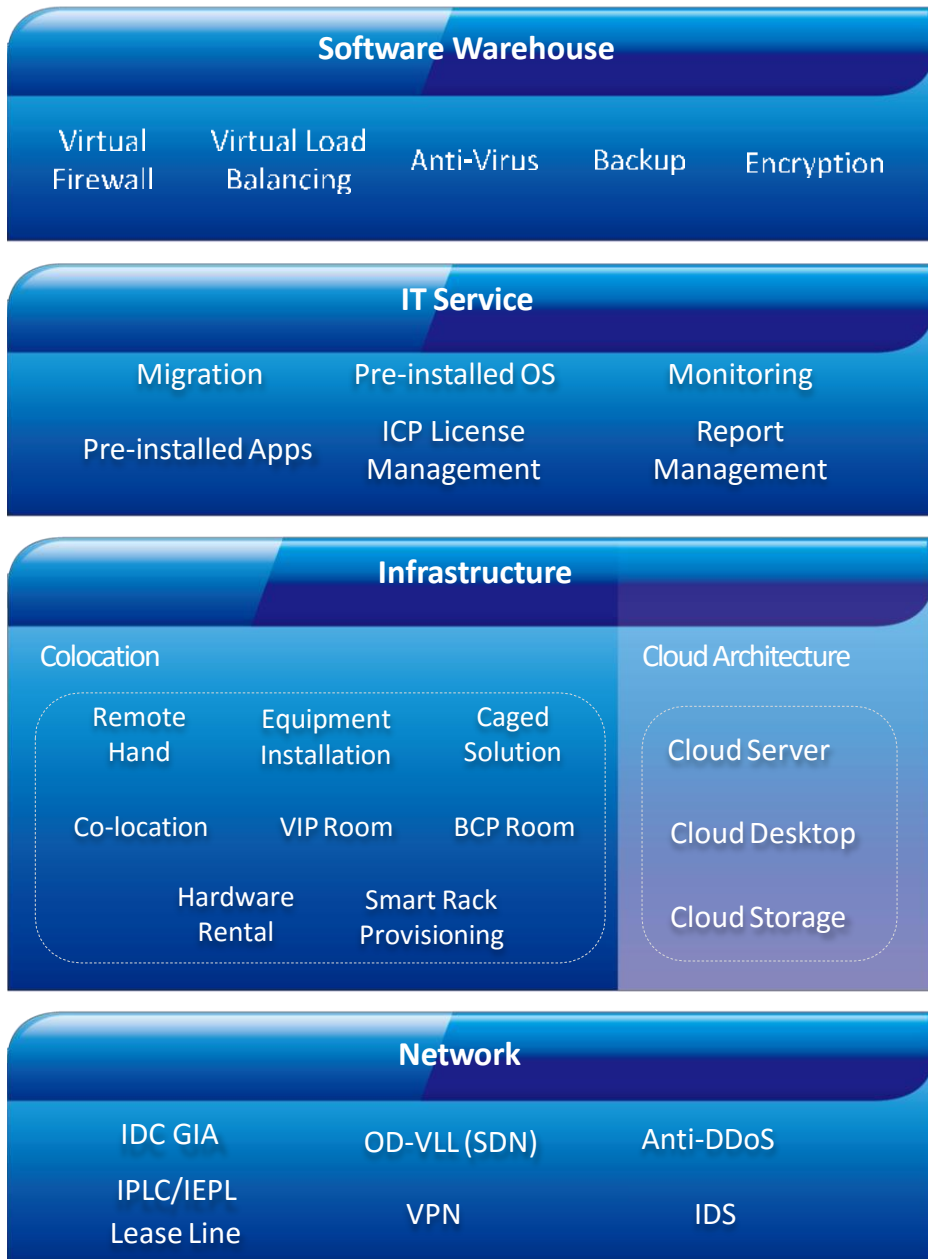 Software Warehouse
Virtual
Firewall
Virtual Load
Balancing
Anti-Virus
Backup
Encryption
IT Service
Migration
Pre-installed OS
Monitoring
Pre-installed Apps
ICP License
Management
Report
Management
Infrastructure
Colocation
Remote
Hand
Equipment
Installation
Caged
Solution
Co-location
VIP Room
BCP Room
Hardware
Rental
Smart Rack
Provisioning
Cloud Architecture
Cloud Server
Cloud Desktop
Cloud Storage
Network
IDC GIA
OD-VLL (SDN)
Anti-DDoS
IPLC/IEPL
Lease Line
VPN
IDS